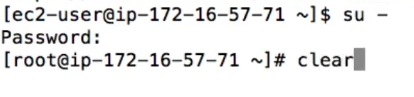 [ec2-user@ip-172-16-57-71 ~]$ su -
Password:
[root@ip-172-16-57-71 ~]# clear